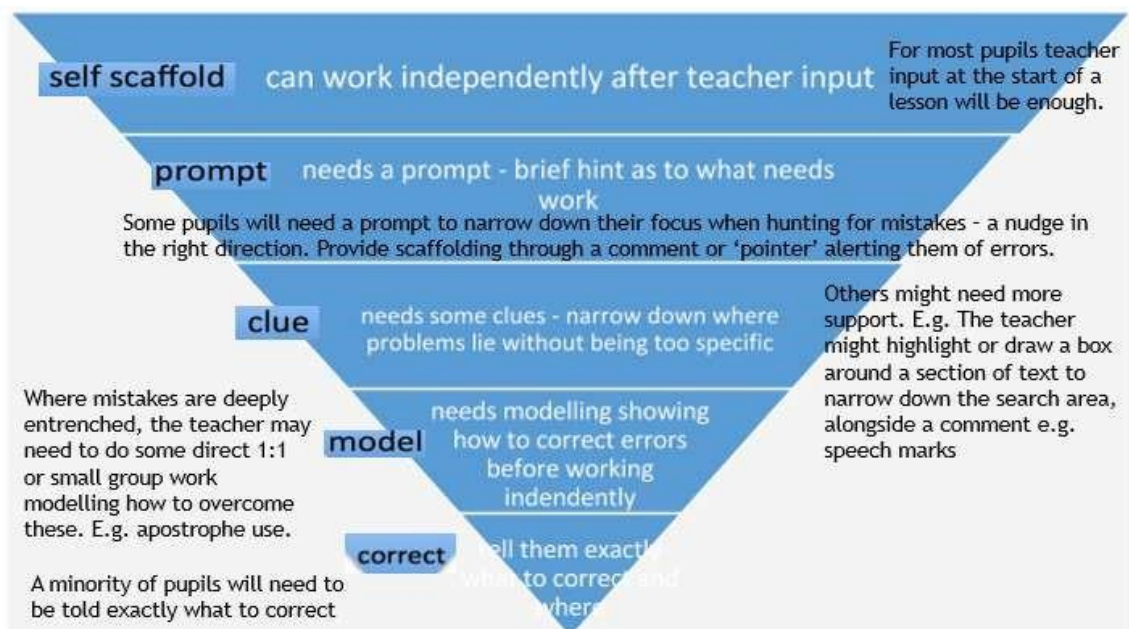 self scaffold
can work independently after teacher input
For most pupils teacher
input at the start of a
lesson will be enough.
prompt
needs a prompt - brief hint as to what needs
work
Some pupils will need a prompt to narrow down their focus when hunting for mistakes - a nudge in
the right direction. Provide scaffolding through a comment or ‘pointer’ alerting them of errors.
clue
needs some clues - narrow down where
problems lie without being too specific
Others might need more
support. E.g. The teacher
might highlight or draw a box
around a section of text to
narrow down the search area,
alongside a comment e.g.
speech marks
Where mistakes are deeply
entrenched, the teacher may
need to do some direct 1:1
or small group work
modelling how to overcome
these. E.g. apostrophe use.
model
needs modelling showing
how to correct errors
before working
indendently
correct
tell them exactly
what to correct and
where
A minority of pupils will need to
be told exactly what to correct